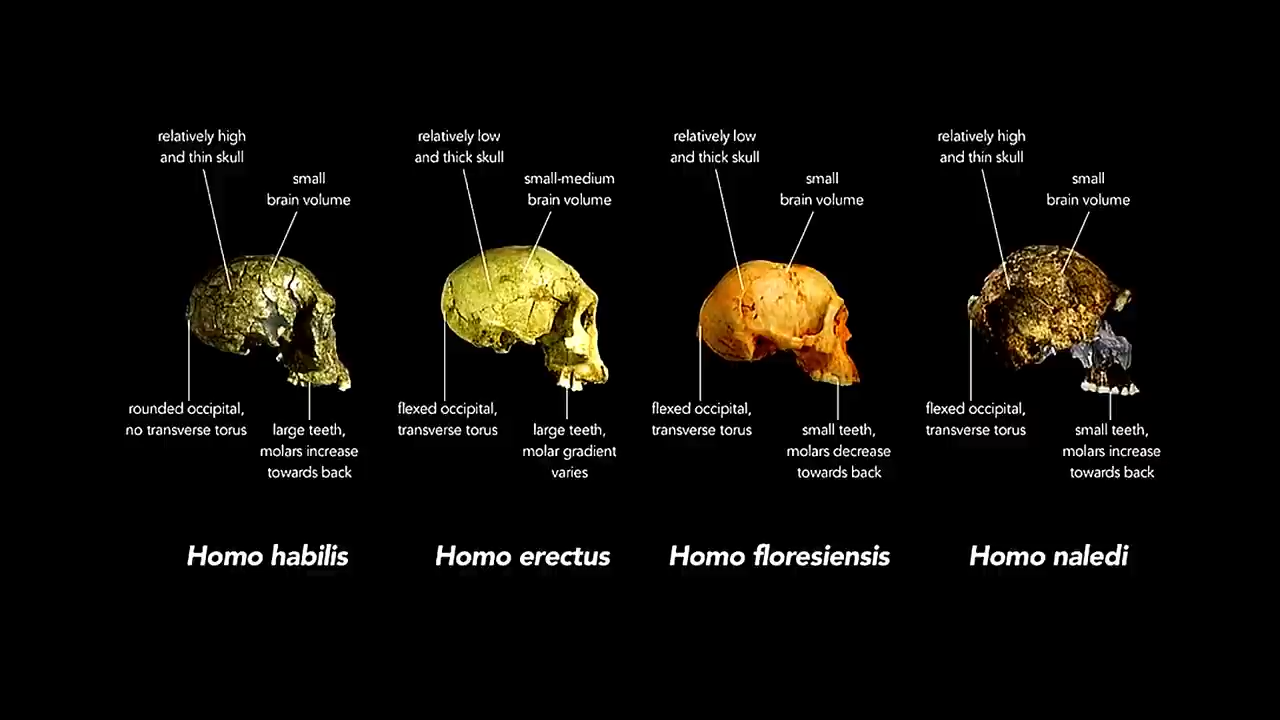 relatively high
and thin skull
small
brain volume
rounded occipital,
no transverse torus
large teeth,
molars increase
towards back
Homo habilis
relatively low
and thick skull
small-medium
brain volume
flexed occipital,
transverse torus
large teeth,
molar gradient
varies
Homo erectus
relatively low
and thick skull
small
brain volume
flexed occipital,
transverse torus
small teeth,
molars decrease
towards back
Homo floresiensis
relatively high
and thin skull
small
brain volume
flexed occipital,
transverse torus
small teeth,
molars increase
towards back
Homo naledi